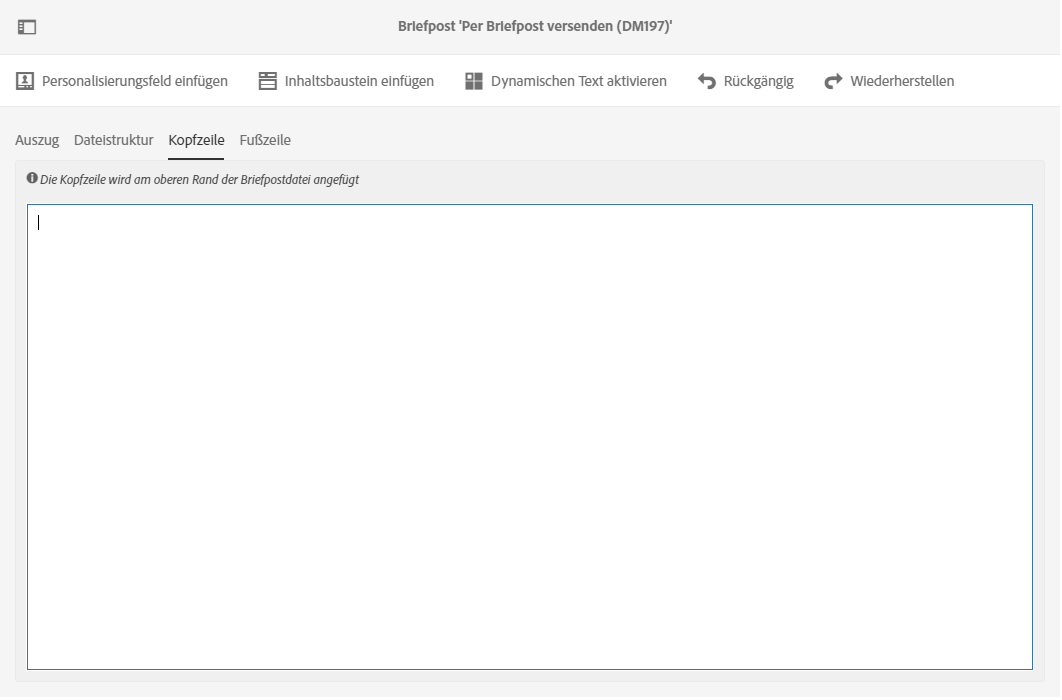 Briefpost 'Per Briefpost versenden (DM197)'
Personalisierungsfeld einfügen Inhaltsbaustein einfügen Dynamischen Text aktivieren Rückgängig Wiederherstellen
Auszug Dateistruktur Kopfzeile Fußzeile
Die Kopfzeile wird am oberen Rand der Briefpostdatei angefügt